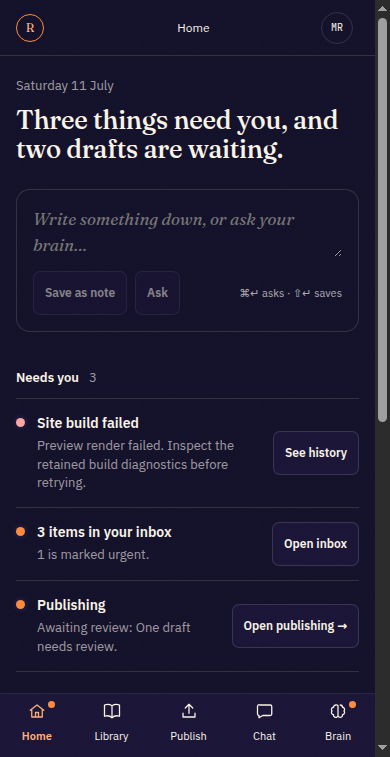 R
Home
MR
Saturday 11 July
Three things need you, and
two drafts are waiting.
Write something down, or ask your
brain...
Save as note
Ask
⌘↵ asks · ⇧↵ saves
Needs you 3
Site build failed
Preview render failed. Inspect the
retained build diagnostics before
retrying.
See history
3 items in your inbox
1 is marked urgent.
Open inbox
Publishing
Awaiting review: One draft
needs review.
Open publishing →
Home
Library
Publish
Chat
Brain